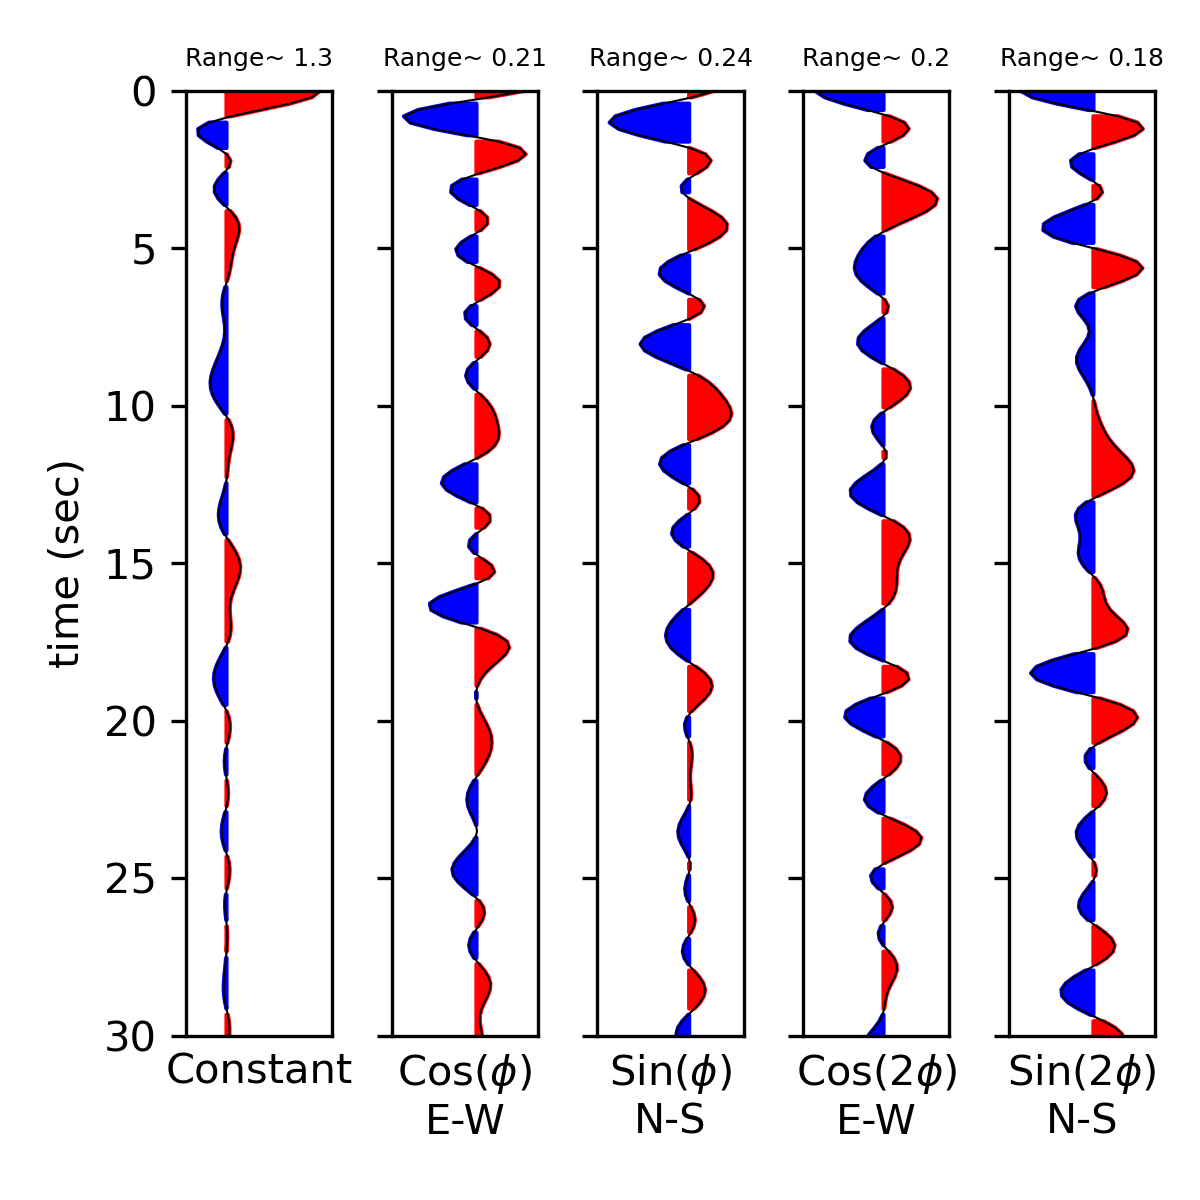 Range~ 1.3
Range~ 0.21
Range~ 0.24
Range~ 0.2
Range~ 0.18
0
5
10
15
20
25
30
time (sec)
Constant
Cos(ϕ)
E-W
Sin(ϕ)
N-S
Cos(2ϕ)
E-W
Sin(2ϕ)
N-S